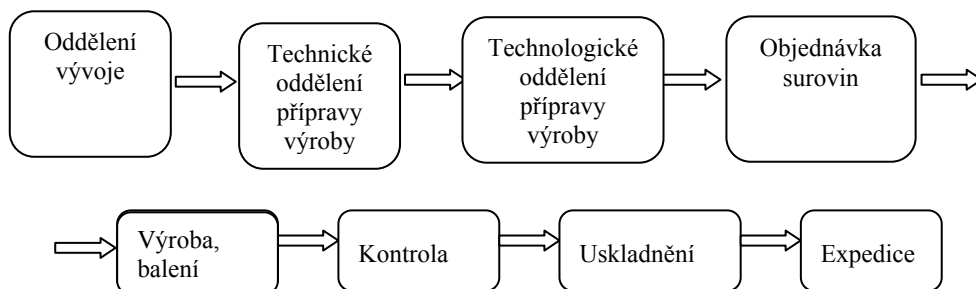 Oddělení
vývoje
Technické
oddělení
přípravy
výroby
Technologické
oddělení
přípravy
výroby
Objednávka
surovin
Výroba,
balení
Kontrola
Uskladnění
Expedice